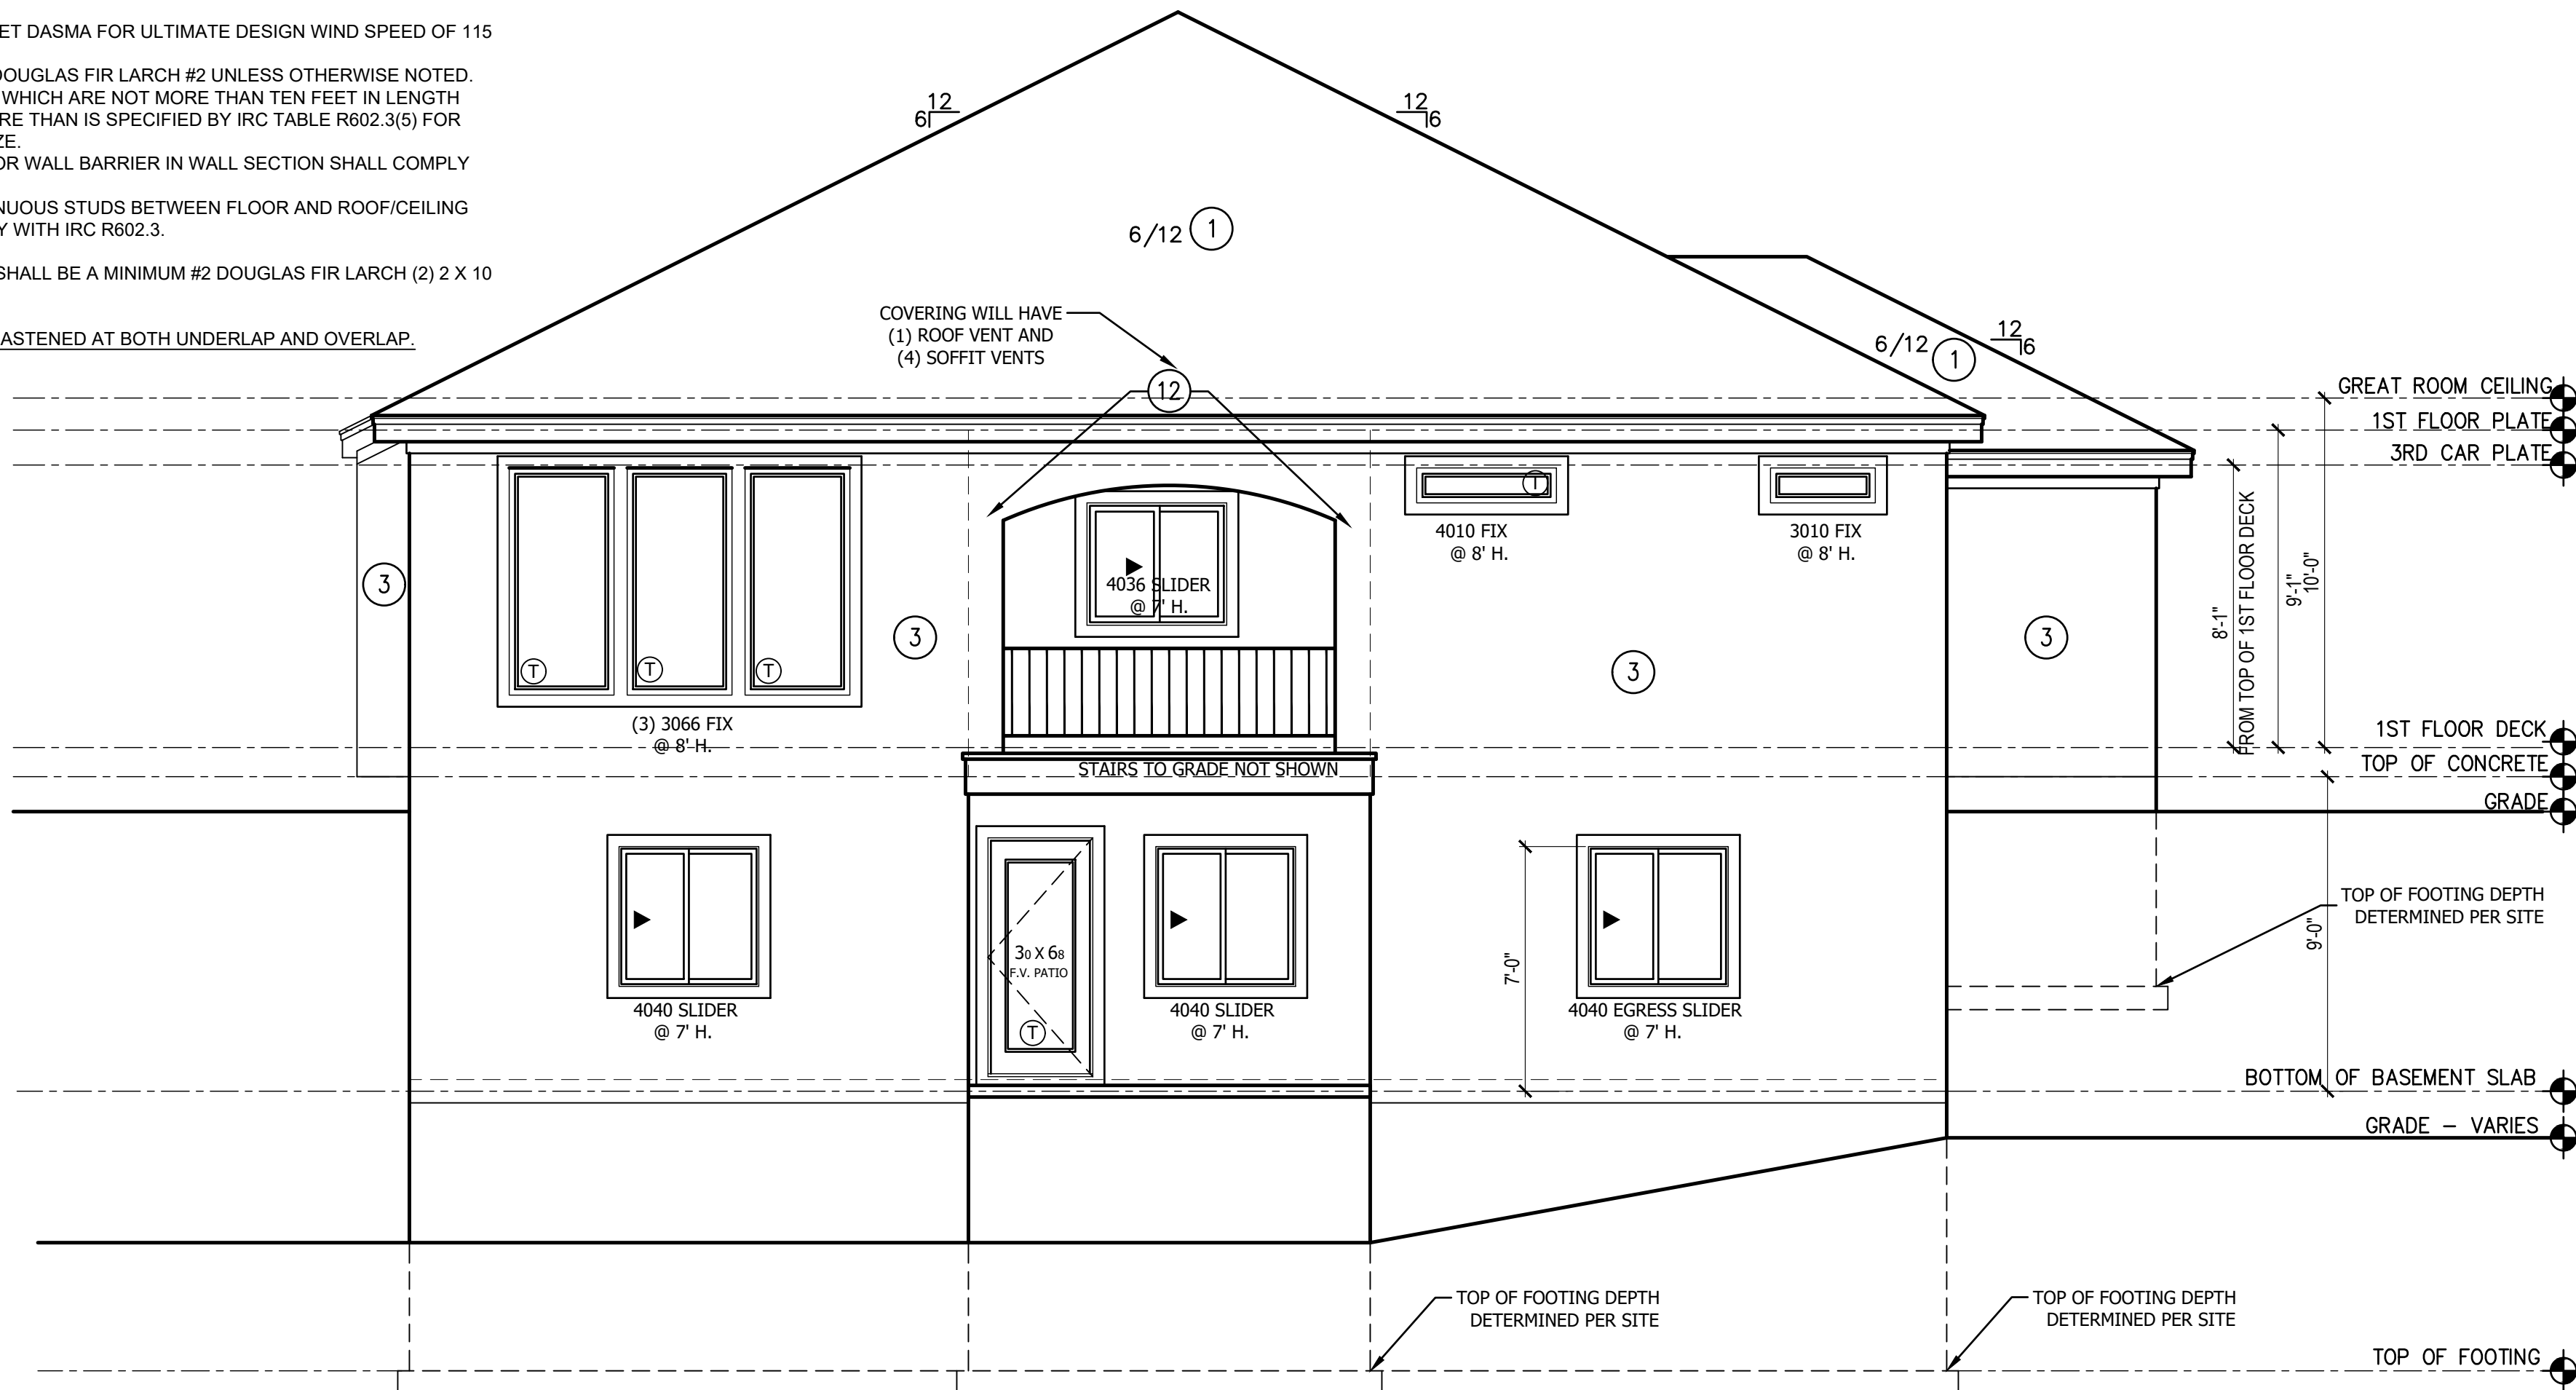 ET DASMA FOR ULTIMATE DESIGN WIND SPEED OF 115
DOUGLAS FIR LARCH #2 UNLESS OTHERWISE NOTED.
WHICH ARE NOT MORE THAN TEN FEET IN LENGTH
RE THAN IS SPECIFIED BY IRC TABLE R602.3(5) FOR
ZE.
OR WALL BARRIER IN WALL SECTION SHALL COMPLY
NUOUS STUDS BETWEEN FLOOR AND ROOF/CEILING
Y WITH IRC R602.3.
SHALL BE A MINIMUM #2 DOUGLAS FIR LARCH (2) 2 X 10
ASTENED AT BOTH UNDERLAP AND OVERLAP.
12
6
12
6
6/12 1
COVERING WILL HAVE
(1) ROOF VENT AND
(4) SOFFIT VENTS
12
6/12 1
12
6
GREAT ROOM CEILING
1ST FLOOR PLATE
3RD CAR PLATE
3
3
3
3
T
T
T
T
(3) 3066 FIX
@ 8' H.
4036 SLIDER
@ 7' H.
4010 FIX
@ 8' H.
3010 FIX
@ 8' H.
8'-1"
FROM TOP OF 1ST FLOOR DECK
9'-1"
10'-0"
1ST FLOOR DECK
TOP OF CONCRETE
GRADE
STAIRS TO GRADE NOT SHOWN
30 X 68
F.V. PATIO
T
4040 SLIDER
@ 7' H.
4040 SLIDER
@ 7' H.
4040 EGRESS SLIDER
@ 7' H.
7'-0"
9'-0"
TOP OF FOOTING DEPTH
DETERMINED PER SITE
BOTTOM OF BASEMENT SLAB
GRADE - VARIES
TOP OF FOOTING DEPTH
DETERMINED PER SITE
TOP OF FOOTING DEPTH
DETERMINED PER SITE
TOP OF FOOTING